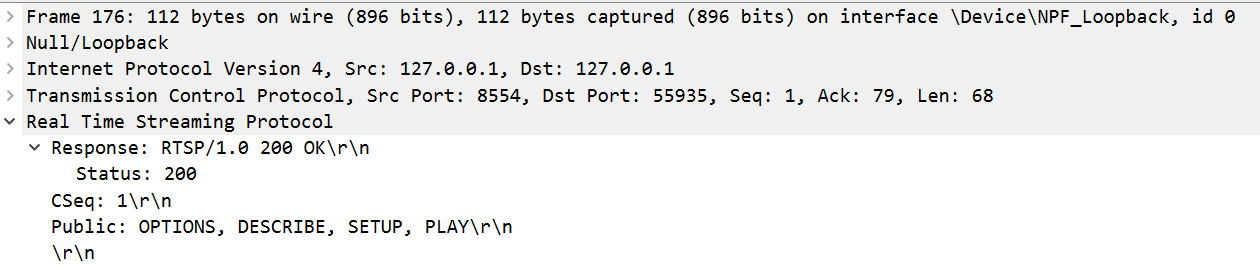 Frame 176: 112 bytes on wire (896 bits), 112 bytes captured (896 bits) on interface \Device\NPF_Loopback, id 0
Null/Loopback
Internet Protocol Version 4, Src: 127.0.0.1, Dst: 127.0.0.1
Transmission Control Protocol, Src Port: 8554, Dst Port: 55935, Seq: 1, Ack: 79, Len: 68
Real Time Streaming Protocol
Response: RTSP/1.0 200 OK\r\n
Status: 200
CSeq: 1\r\n
Public: OPTIONS, DESCRIBE, SETUP, PLAY\r\n
\r\n